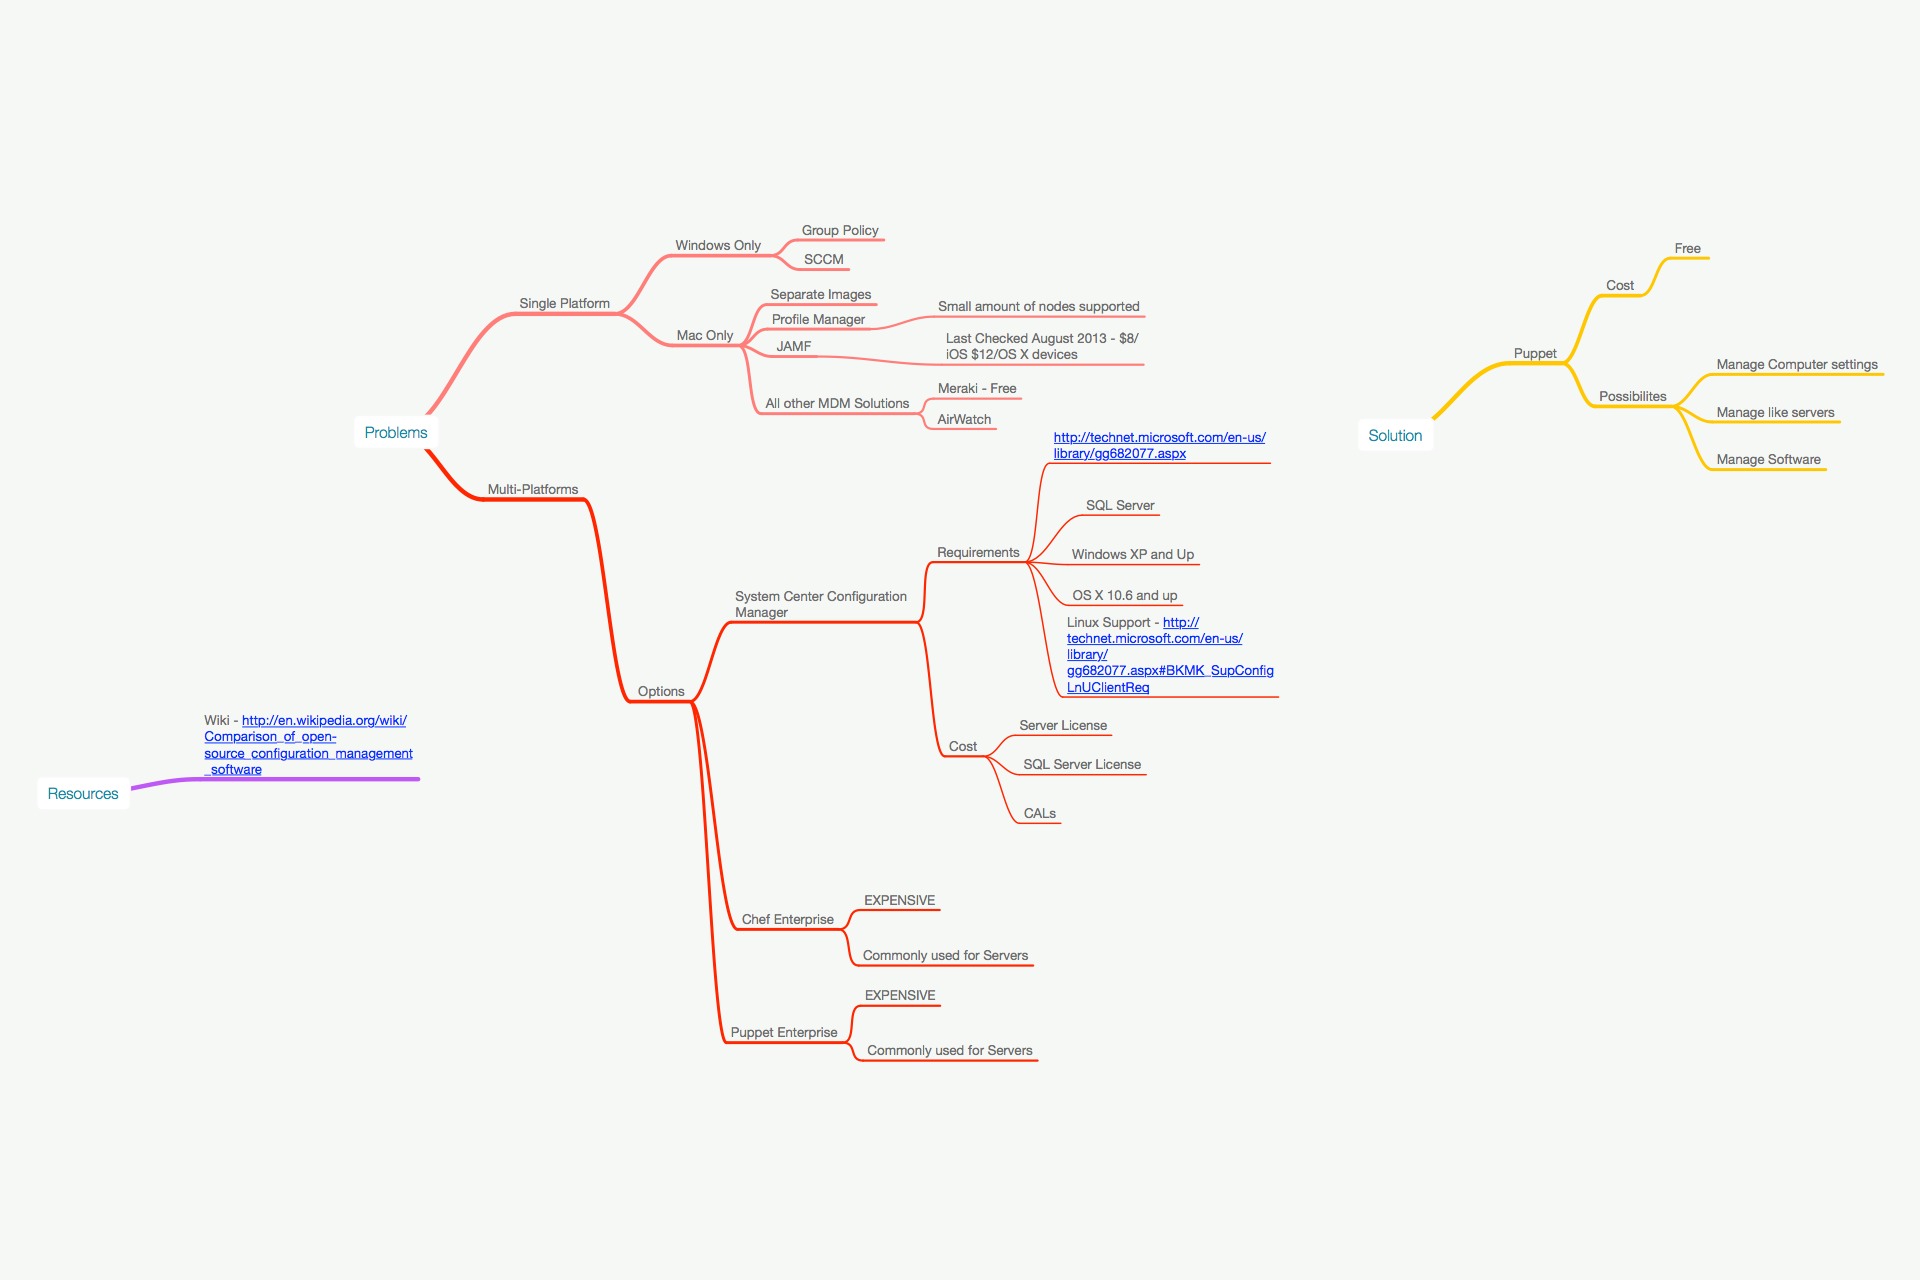 Problems
Single Platform
Windows Only
Group Policy
SCCM
Mac Only
Separate Images
Profile Manager
Small amount of nodes supported
JAMF
Last Checked August 2013 - $8/
iOS $12/OS X devices
All other MDM Solutions
Meraki - Free
AirWatch
Multi-Platforms
Options
System Center Configuration
Manager
Requirements
http://technet.microsoft.com/en-us/
library/gg682077.aspx
SQL Server
Windows XP and Up
OS X 10.6 and up
Linux Support - http://
technet.microsoft.com/en-us/
library/
gg682077.aspx#BKMK_SupConfig
LnUClientReq
Cost
Server License
SQL Server License
CALs
Chef Enterprise
EXPENSIVE
Commonly used for Servers
Puppet Enterprise
EXPENSIVE
Commonly used for Servers
Solution
Puppet
Cost
Free
Possibilites
Manage Computer settings
Manage like servers
Manage Software
Resources
Wiki - http://en.wikipedia.org/wiki/
Comparison_of_open-
source_configuration_management
_software